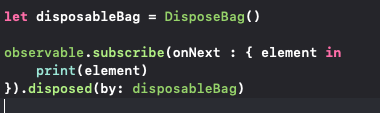 let disposableBag = DisposeBag()
observable.subscribe(onNext : { element in
    print(element)
}).disposed(by: disposableBag)